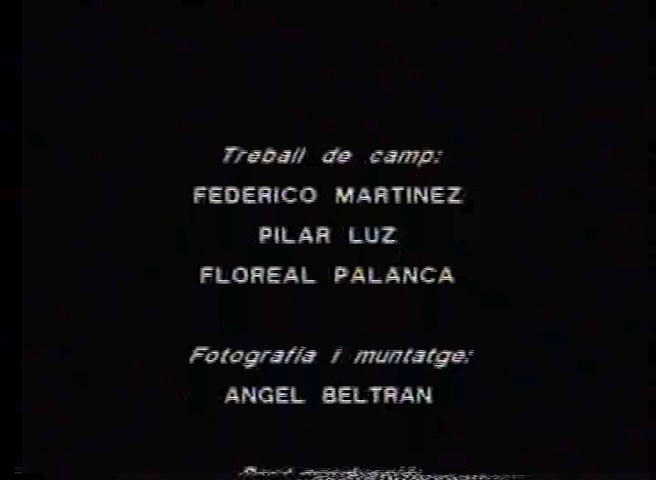 Treball de camp:
FEDERICO MARTINEZ
PILAR LUZ
FLOREAL PALANCA
Fotografia i muntatge:
ANGEL BELTRAN